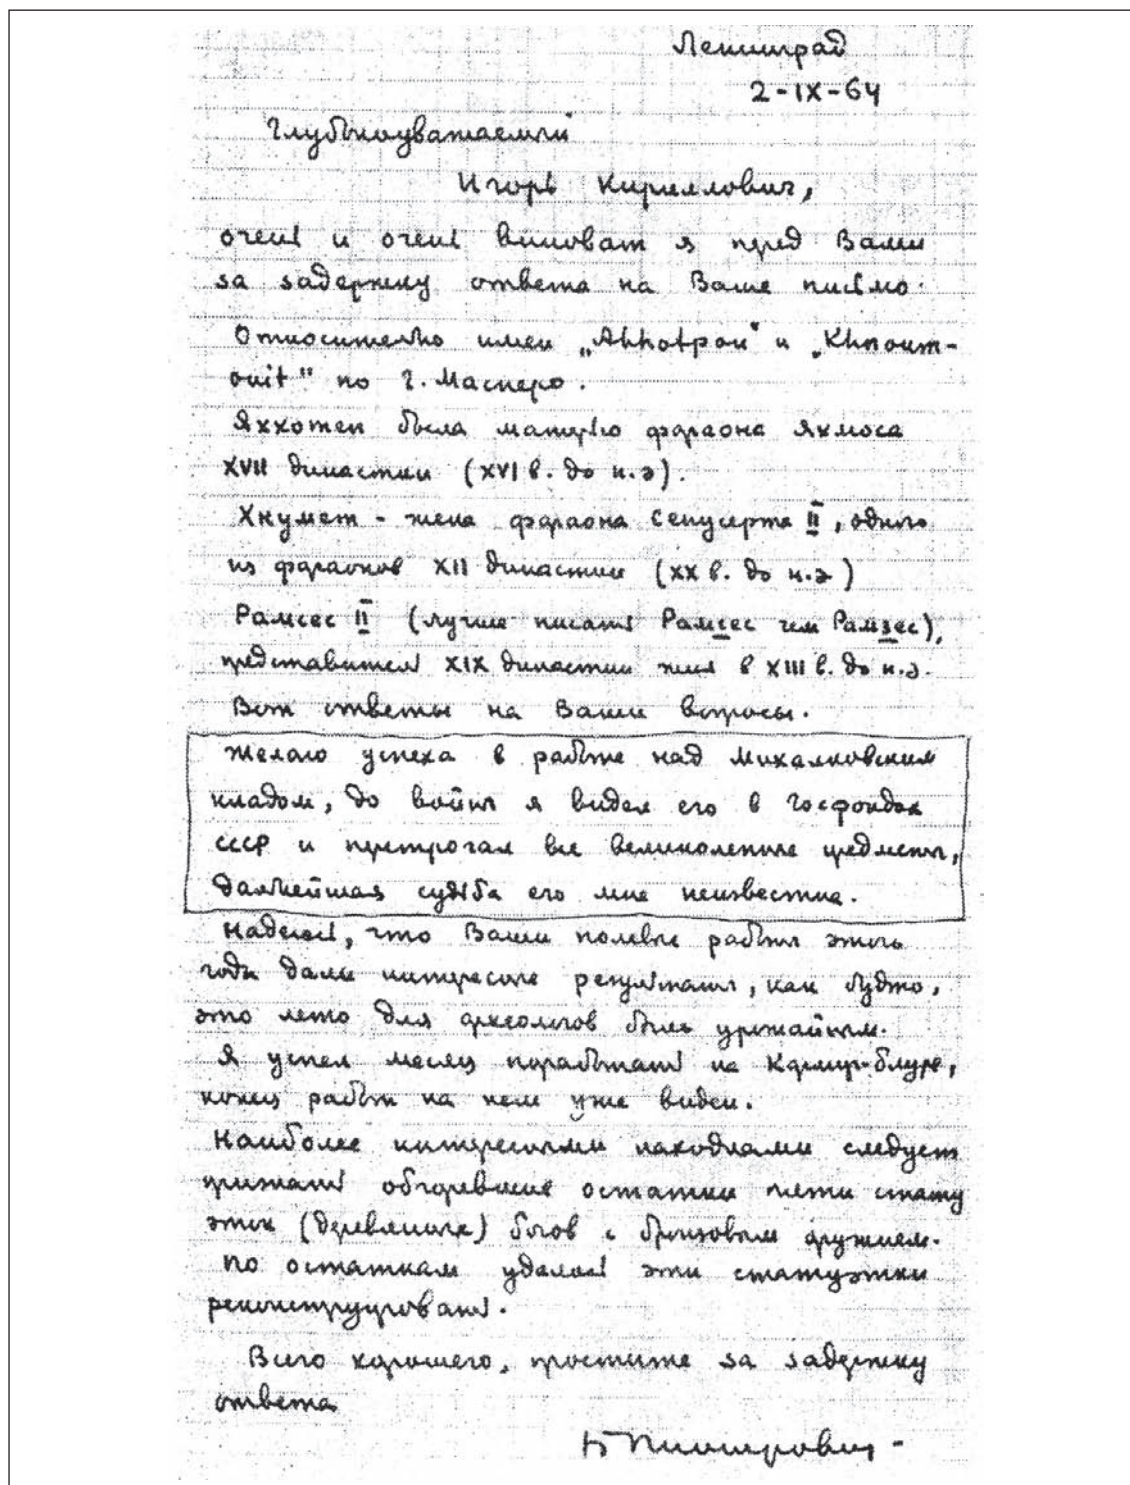 Ленинград
2-IX-64
Глубокоуважаемый
Игорь Кириллович,
очень и очень виноват я перед Вами
за задержку ответа на Ваше письмо.
Относительно имен „Ahhotpou“ и „Khnoum-
ouit" по Г. Масперо.
Яххотеп была матерью фараона Яхмоса
XVII династии (XVI в. до н.э).
Хнумет - жена фараона Сенусерта II, одного
из фараонов XII династии (XX в. до н.э)
Рамсес II (лучше писать Рамсес чем Рамзес),
представитель XIX династии жил в XIII в. до н.э.
Вот ответы на Ваши вопросы.
Желаю успеха в работе над Михалковским
кладом, до войны я видел его в Госфондах
СССР и перетрогал все великолепные предметы,
дальнейшая судьба его мне неизвестна.
Надеюсь, что Ваши полевые работы этого
года дали интересные результаты, как будто,
это лето для археологов было урожайным.
Я успел месяц поработать на Кармир-блуре,
конец работ на нем уже виден.
Наиболее интересными находками следует
признать обгоревшие остатки пяти стату
эток (деревянных) богов с бронзовым оружием.
По остаткам удалось эти статуэтки
реконструировать.
Всего хорошего, простите за задержку
ответа
Б Пиотровский